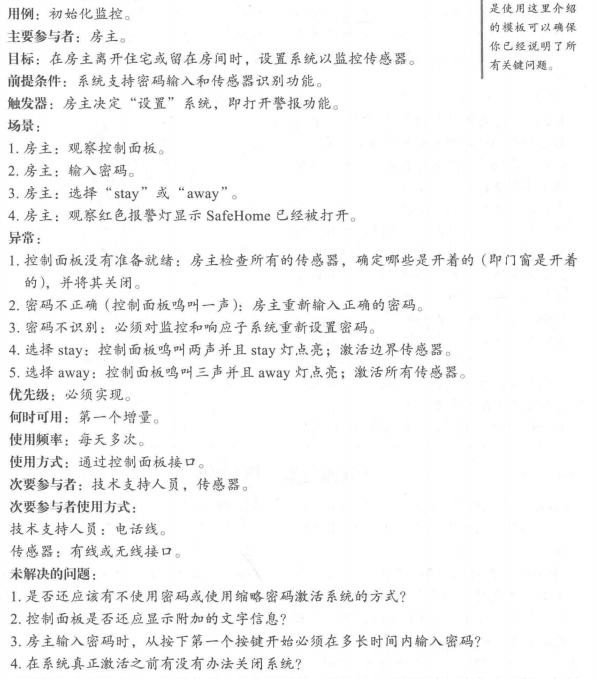 用例：初始化监控。
主要参与者：房主。
目标：在房主离开住宅或留在房间时，设置系统以监控传感器。
前提条件：系统支持密码输入和传感器识别功能。
触发器：房主决定“设置”系统，即打开警报功能。
场景：
1. 房主：观察控制面板。
2. 房主：输入密码。
3. 房主：选择“stay”或“away”。
4. 房主：观察红色报警灯显示 SafeHome 已经被打开。
异常：
1. 控制面板没有准备就绪：房主检查所有的传感器，确定哪些是开着的（即门窗是开着
的），并将其关闭。
2. 密码不正确（控制面板鸣叫一声）：房主重新输入正确的密码。
3. 密码不识别：必须对监控和响应子系统重新设置密码。
4. 选择 stay：控制面板鸣叫两声并且 stay 灯点亮；激活边界传感器。
5. 选择 away：控制面板鸣叫三声并且 away 灯点亮；激活所有传感器。
优先级：必须实现。
何时可用：第一个增量。
使用频率：每天多次。
使用方式：通过控制面板接口。
次要参与者：技术支持人员，传感器。
次要参与者使用方式：
技术支持人员：电话线。
传感器：有线或无线接口。
未解决的问题：
1. 是否还应该有不使用密码或使用缩略密码激活系统的方式？
2. 控制面板是否还应显示附加的文字信息？
3. 房主输入密码时，从按下第一个按键开始必须在多长时间内输入密码？
4. 在系统真正激活之前有没有办法关闭系统？
是使用这里介绍
的模板可以确保
你已经说明了所
有关键问题。